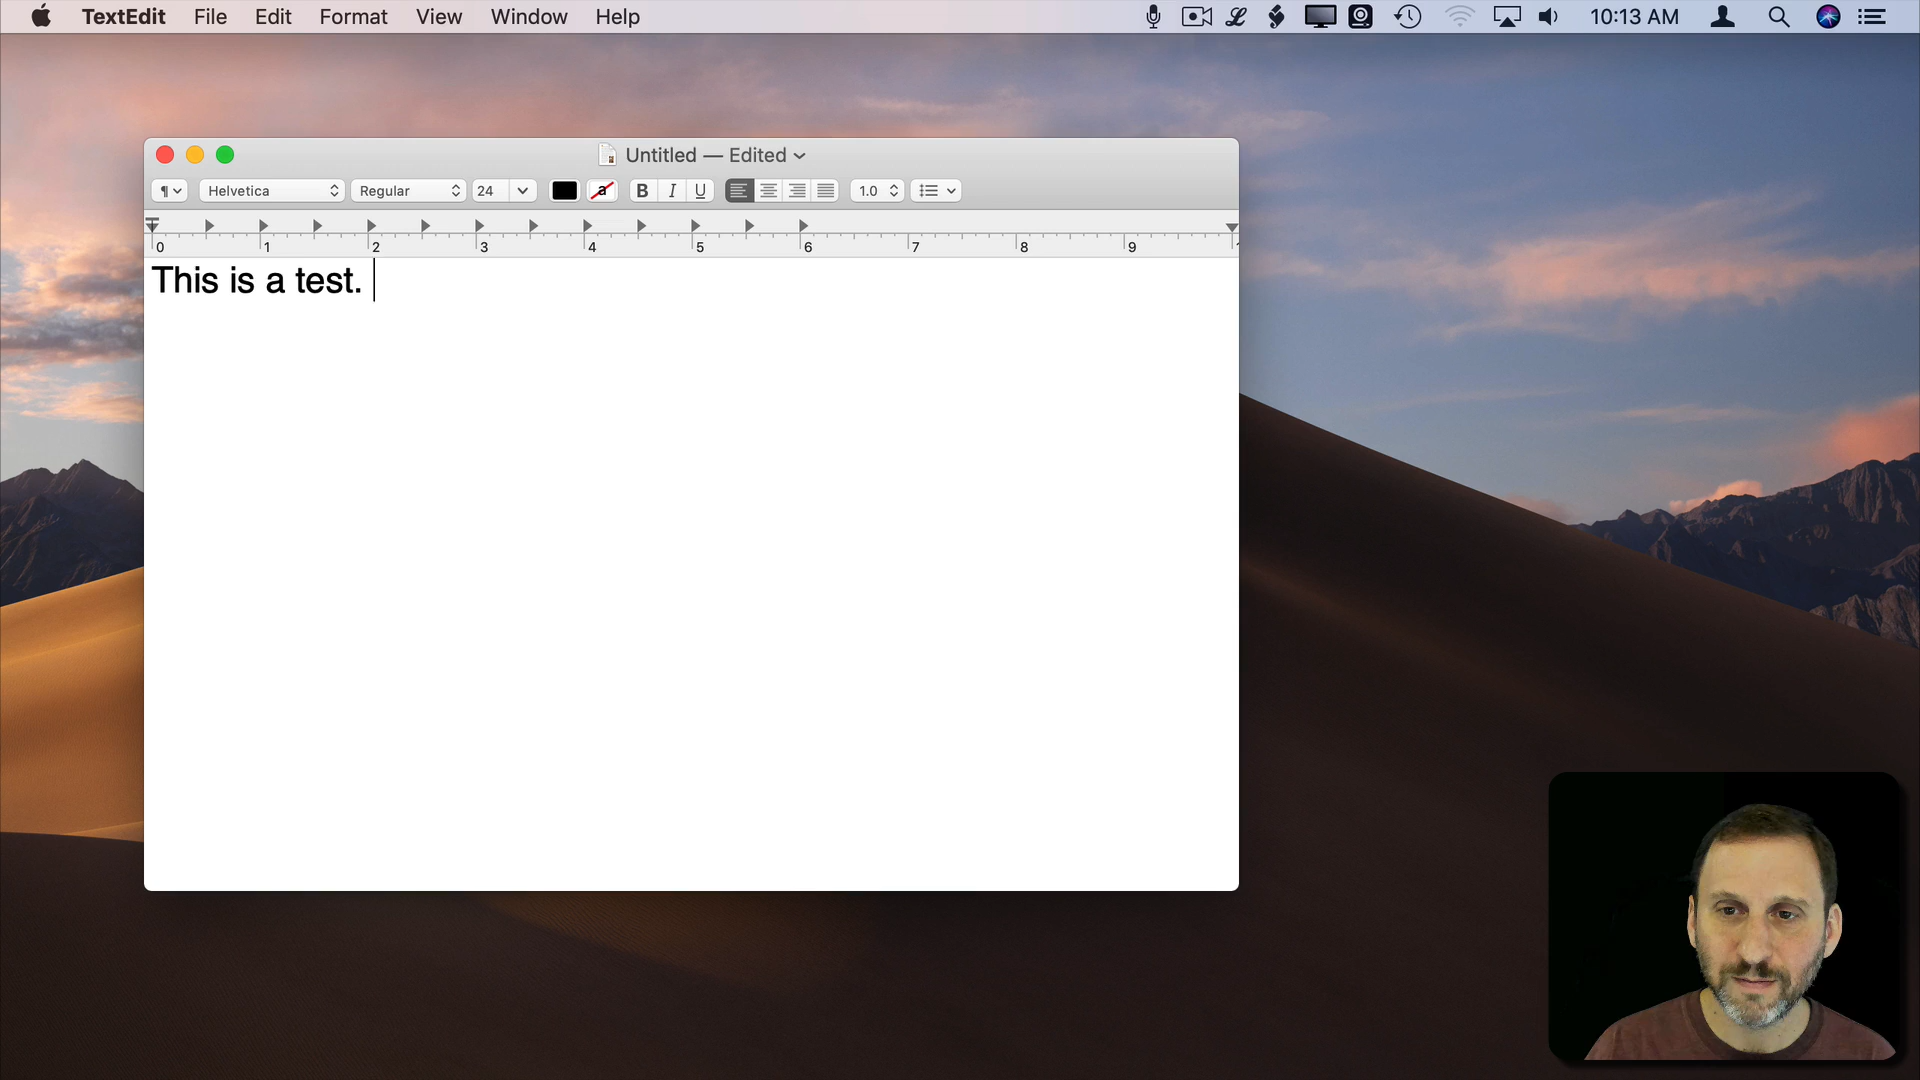 TextEdit File Edit Format View Window Help 10:13 AM
Untitled — Edited
¶ Helvetica Regular 24 a B I U 1.0
0 1 2 3 4 5 6 7 8 9
This is a test.